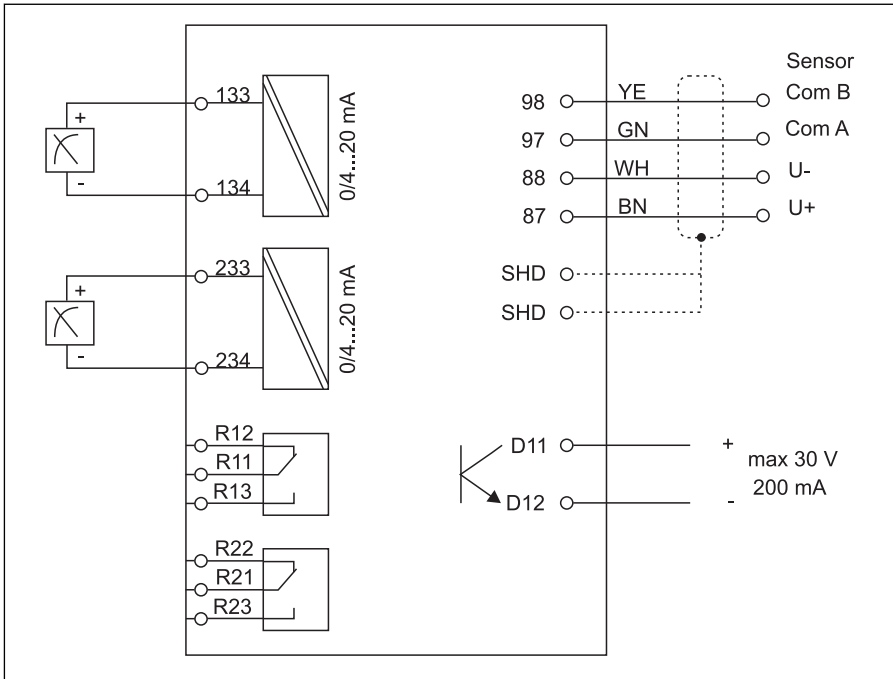 133
+
-
134
0/4...20 mA
233
+
-
234
0/4...20 mA
R12
R11
R13
R22
R21
R23
Sensor
98 YE Com B
97 GN Com A
88 WH U-
87 BN U+
SHD
SHD
D11 +
max 30 V
200 mA
D12 -